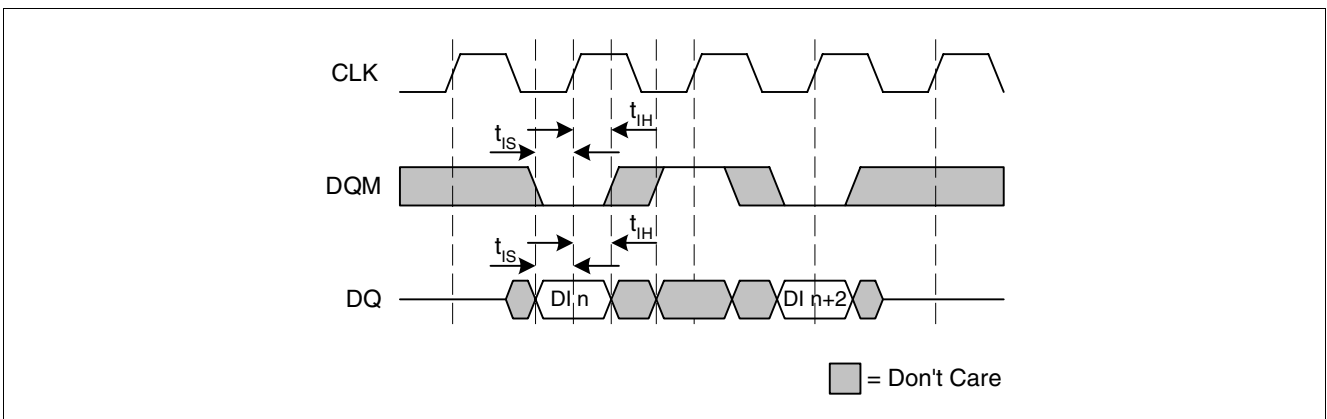 CLK
tIH
tIS
DQM
tIH
tIS
DQ
DI n
DI n+2
= Don't Care